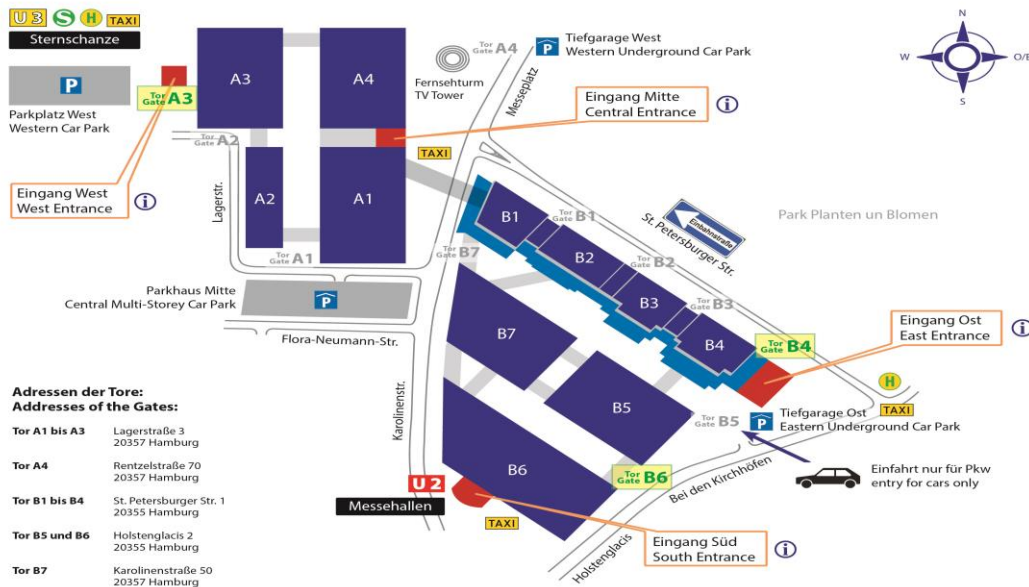 U3 S H TAXI
Sternschanze
P
Parkplatz West
Western Car Park
Tor
Gate A3
Eingang West
West Entrance
i
A3
A4
Tor
Gate A2
Lagerstr.
A2
A1
Tor
Gate A1
Fernsehturm
TV Tower
Tor
Gate A4
P
Tiefgarage West
Western Underground Car Park
Messeplatz
Eingang Mitte
Central Entrance
i
TAXI
N
W
O/E
S
Parkhaus Mitte
Central Multi-Storey Car Park
P
Flora-Neumann-Str.
Karolinenstr.
B1
Tor
Gate B1
B2
Tor
Gate B2
B3
Tor
Gate B3
B4
Tor
Gate B4
Einbahnstraße
St. Petersburger Str.
Park Planten un Blomen
Tor
Gate B7
B7
B5
B6
Eingang Ost
East Entrance
i
H
TAXI
Tor
Gate B5
P
Tiefgarage Ost
Eastern Underground Car Park
Tor
Gate B6
Bei den Kirchhöfen
Einfahrt nur für Pkw
entry for cars only
U2
Messehallen
TAXI
Holstenglacis
Eingang Süd
South Entrance
i
Adressen der Tore:
Addresses of the Gates:
Tor A1 bis A3 Lagerstraße 3
20357 Hamburg
Tor A4 Rentzelstraße 70
20357 Hamburg
Tor B1 bis B4 St. Petersburger Str. 1
20355 Hamburg
Tor B5 und B6 Holstenglacis 2
20355 Hamburg
Tor B7 Karolinenstraße 50
20357 Hamburg